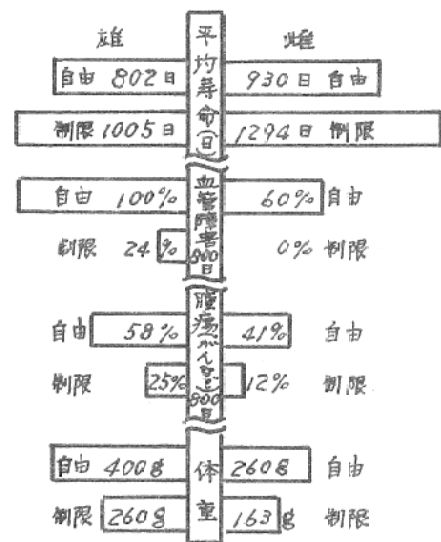 雄 雌
平均寿命(日)
自由 802日 930日 自由
制限 1005日 1294日 制限
血管障害800日
自由 100% 60% 自由
制限 24% 0% 制限
腫瘍(がんなど)800日
自由 58% 41% 自由
制限 25% 12% 制限
体重
自由 400g 260g 自由
制限 260g 163g 制限